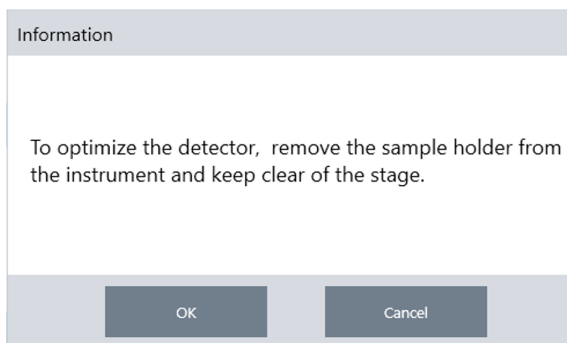 Information
To optimize the detector,  remove the sample holder from
the instrument and keep clear of the stage.
OK
Cancel